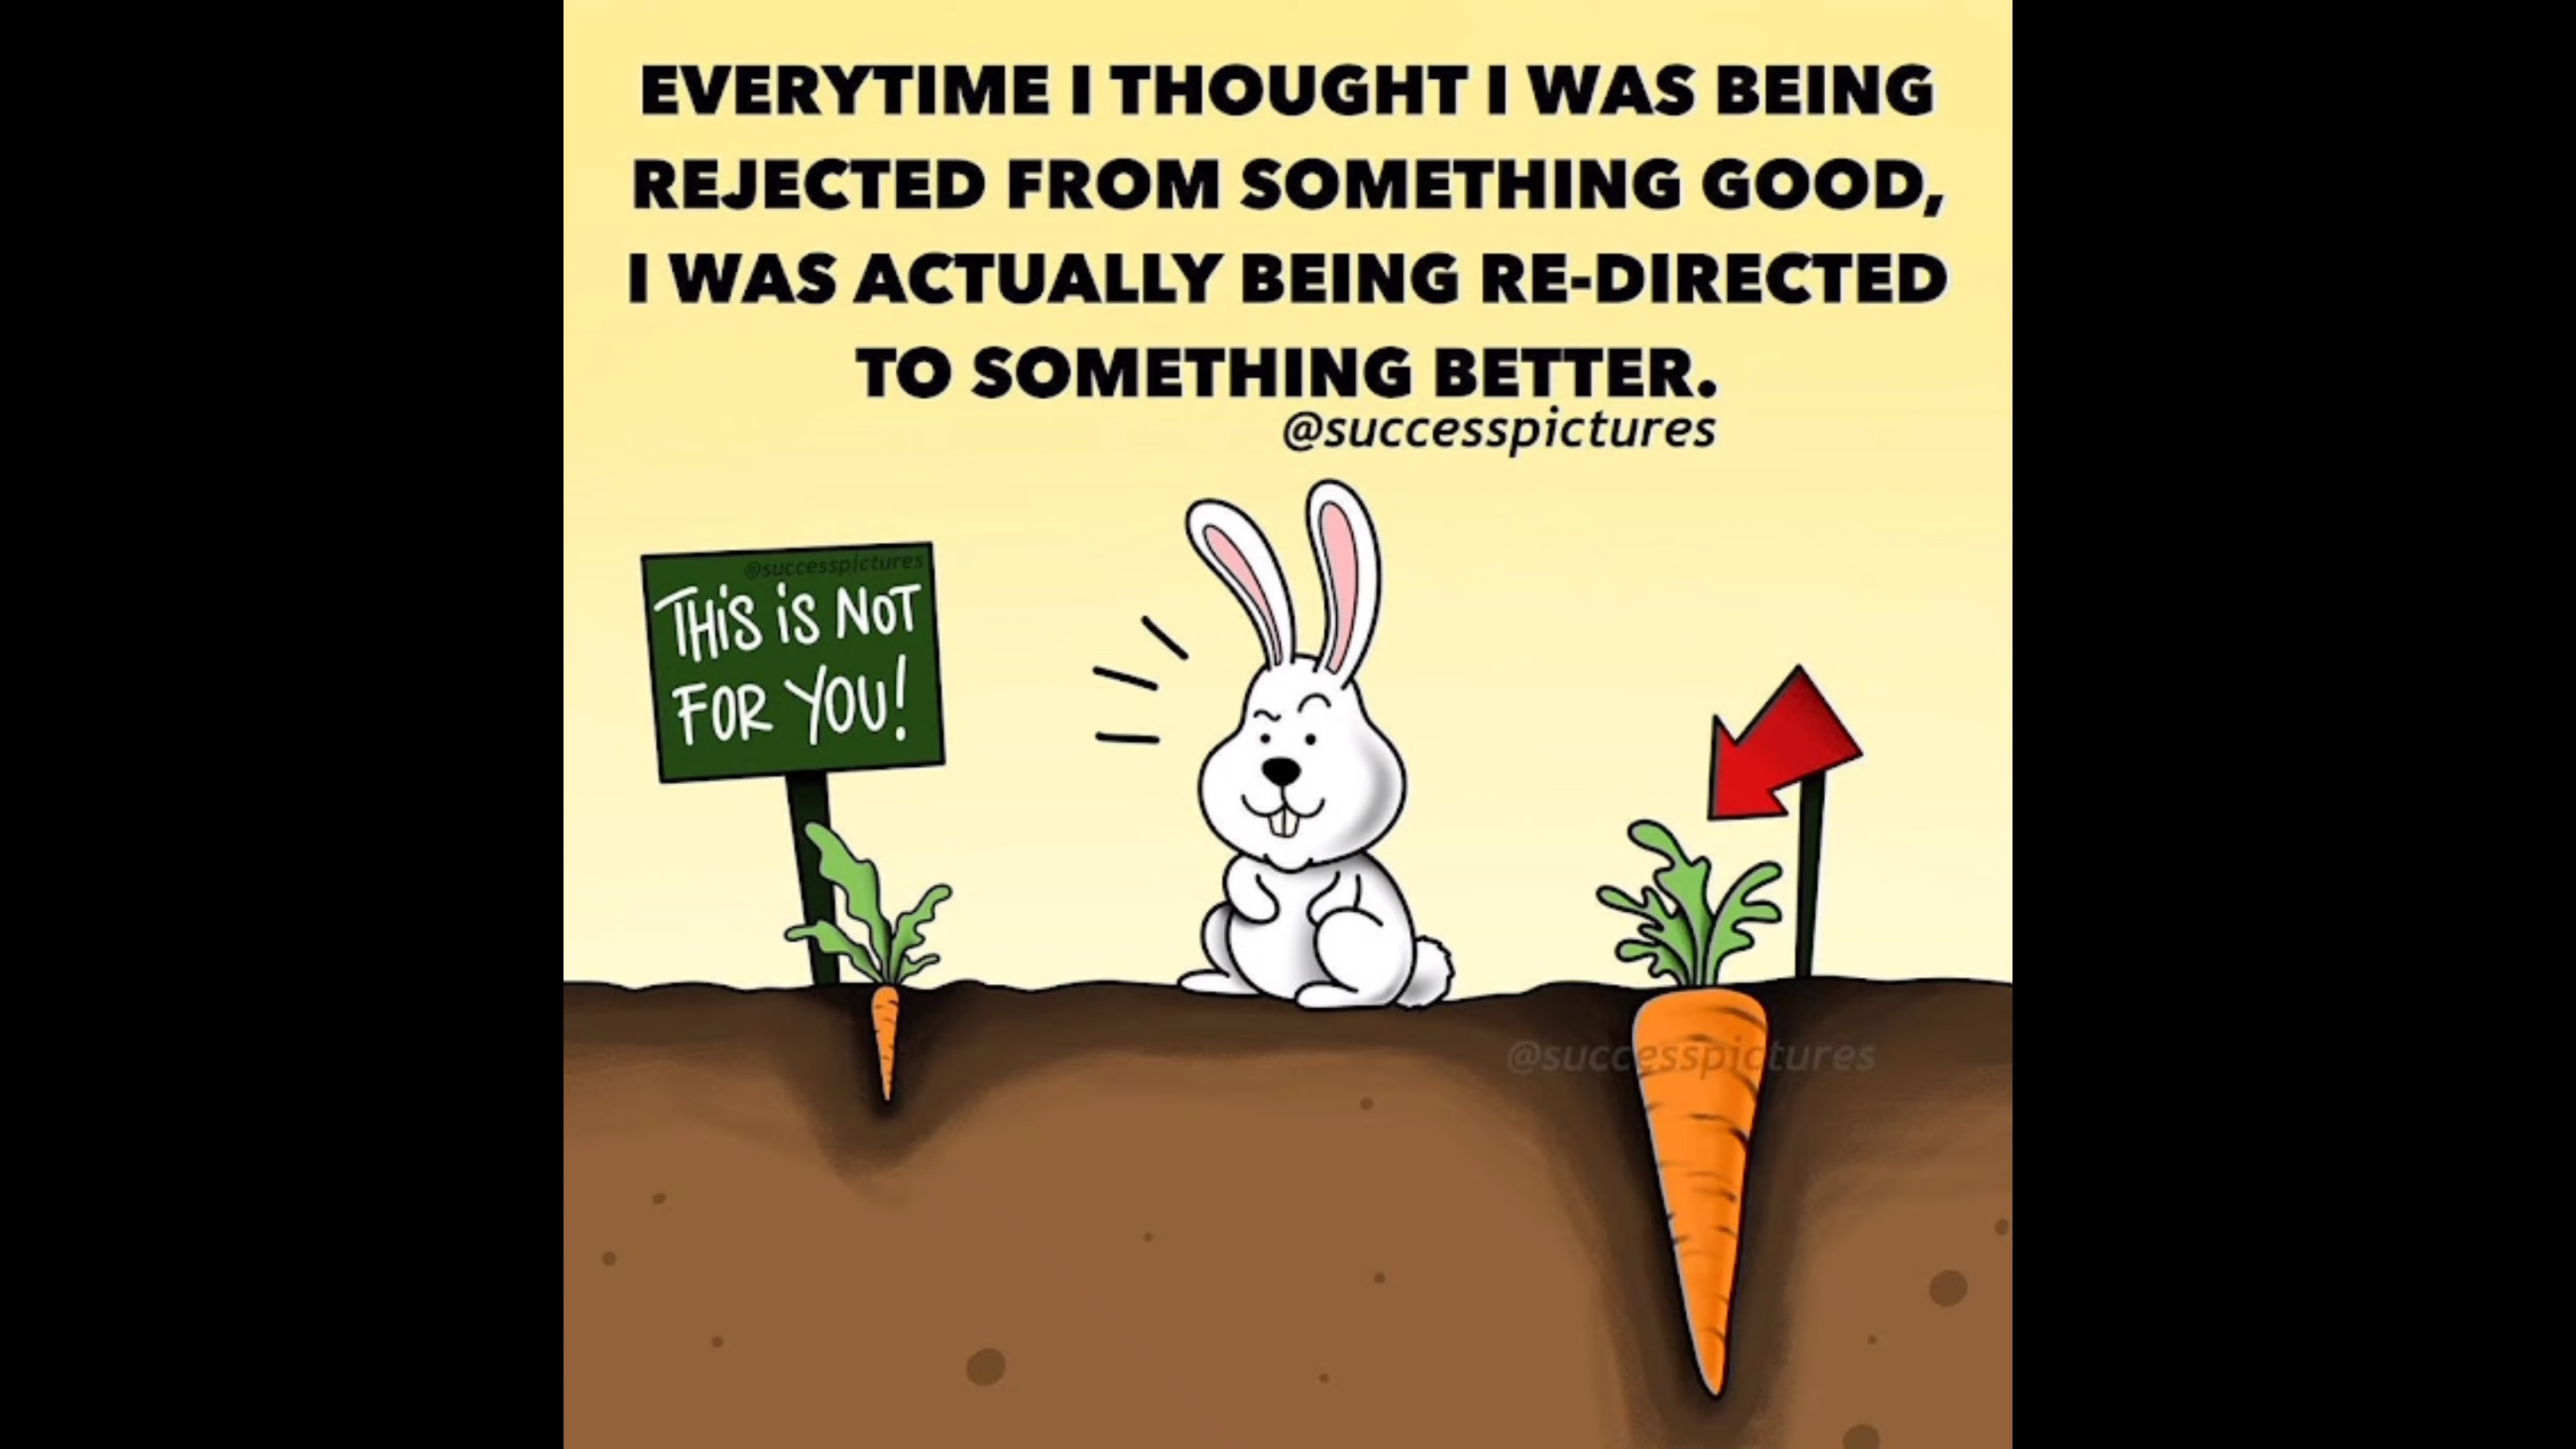 EVERYTIME I THOUGHT I WAS BEING
REJECTED FROM SOMETHING GOOD,
I WAS ACTUALLY BEING RE-DIRECTED
TO SOMETHING BETTER.
@successpictures
@successpictures
THiS iS NOT
FOR YOU!
@successpictures